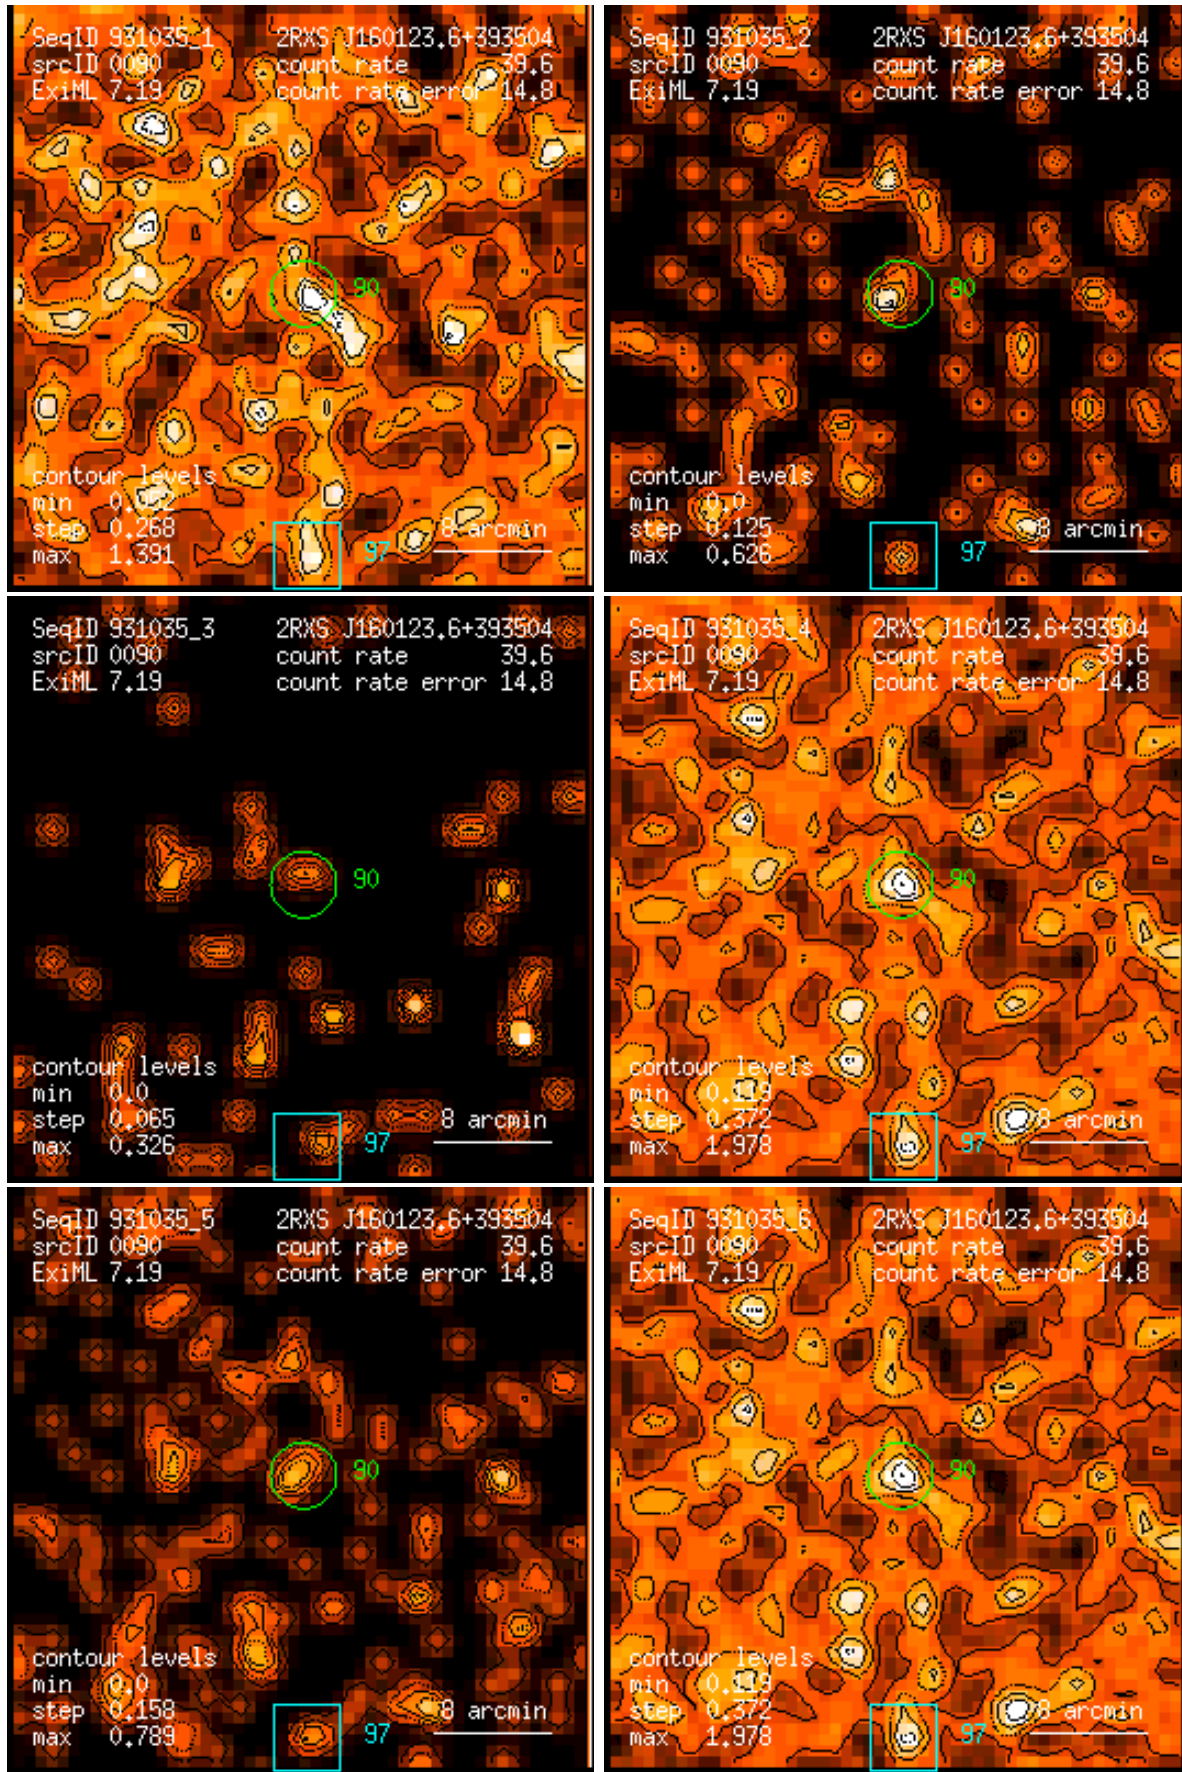 SeqID 931035_1 2RXS J160123.6+393504
srcID 0090 count rate 39.6
ExiML 7.19 count rate error 14.8
90
contour levels
min 0.052
step 0.268 8 arcmin
max 1.391 97
SeqID 931035_2 2RXS J160123.6+393504
srcID 0090 count rate 39.6
ExiML 7.19 count rate error 14.8
90
contour levels
min 0.0
step 0.125 8 arcmin
max 0.626 97
SeqID 931035_3 2RXS J160123.6+393504
srcID 0090 count rate 39.6
ExiML 7.19 count rate error 14.8
90
contour levels
min 0.0
step 0.065 8 arcmin
max 0.326 97
SeqID 931035_4 2RXS J160123.6+393504
srcID 0090 count rate 39.6
ExiML 7.19 count rate error 14.8
90
contour levels
min 0.119
step 0.372 8 arcmin
max 1.978 97
SeqID 931035_5 2RXS J160123.6+393504
srcID 0090 count rate 39.6
ExiML 7.19 count rate error 14.8
90
contour levels
min 0.0
step 0.158 8 arcmin
max 0.789 97
SeqID 931035_6 2RXS J160123.6+393504
srcID 0090 count rate 39.6
ExiML 7.19 count rate error 14.8
90
contour levels
min 0.119
step 0.372 8 arcmin
max 1.978 97